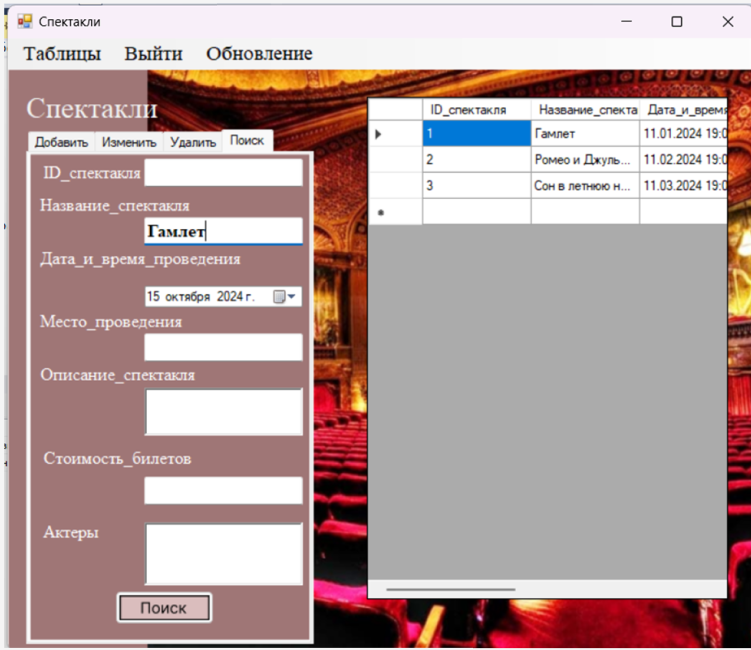 Спектакли
Таблицы Выйти Обновление
Спектакли
Добавить Изменить Удалить Поиск
ID_спектакля
Название_спектакля
Гамлет
Дата_и_время_проведения
15 октября 2024 г.
Место_проведения
Описание_спектакля
Стоимость_билетов
Актеры
Поиск
ID_спектакля Название_спекта Дата_и_время
1 Гамлет 11.01.2024 19:0
2 Ромео и Джуль... 11.02.2024 19:0
3 Сон в летнюю н... 11.03.2024 19:0